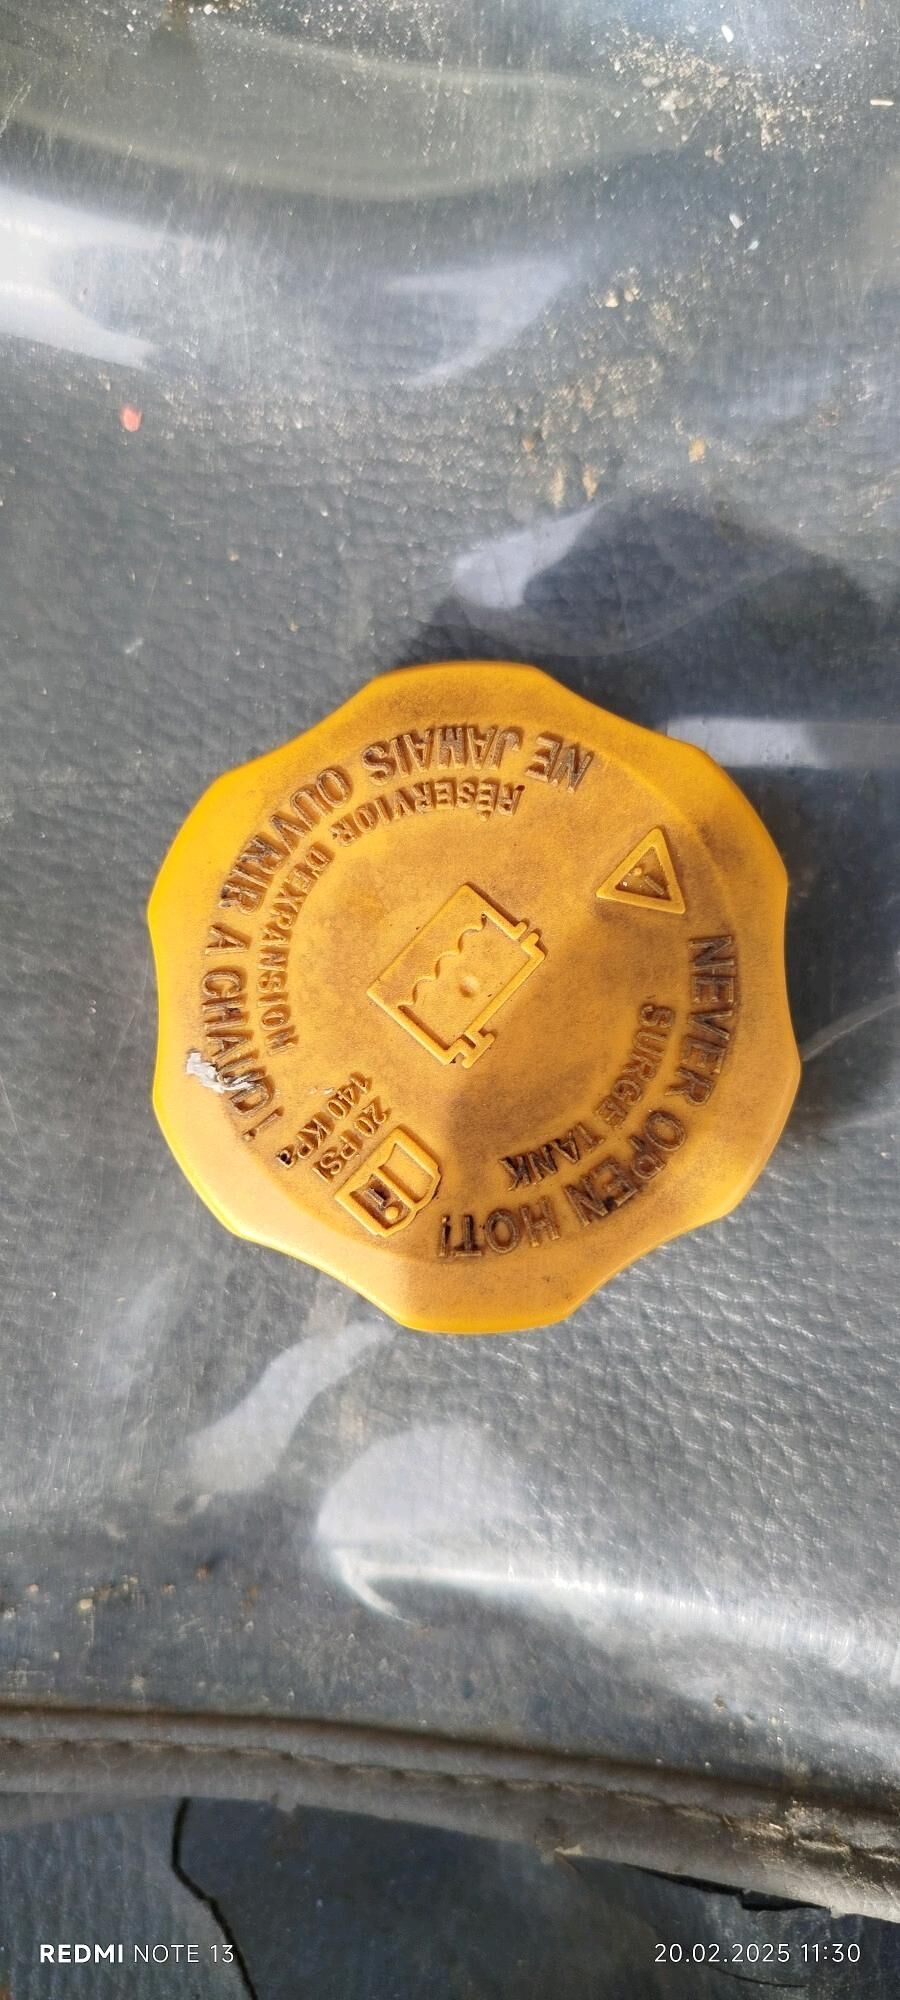 NEVER OPEN HOT!
SURGE TANK
NE JAMAIS OUVRIR A CHAUD!
RÉSERVIOR D'EXPANSION
20 PSI
140 KPa
REDMI NOTE 13
20.02.2025 11:30